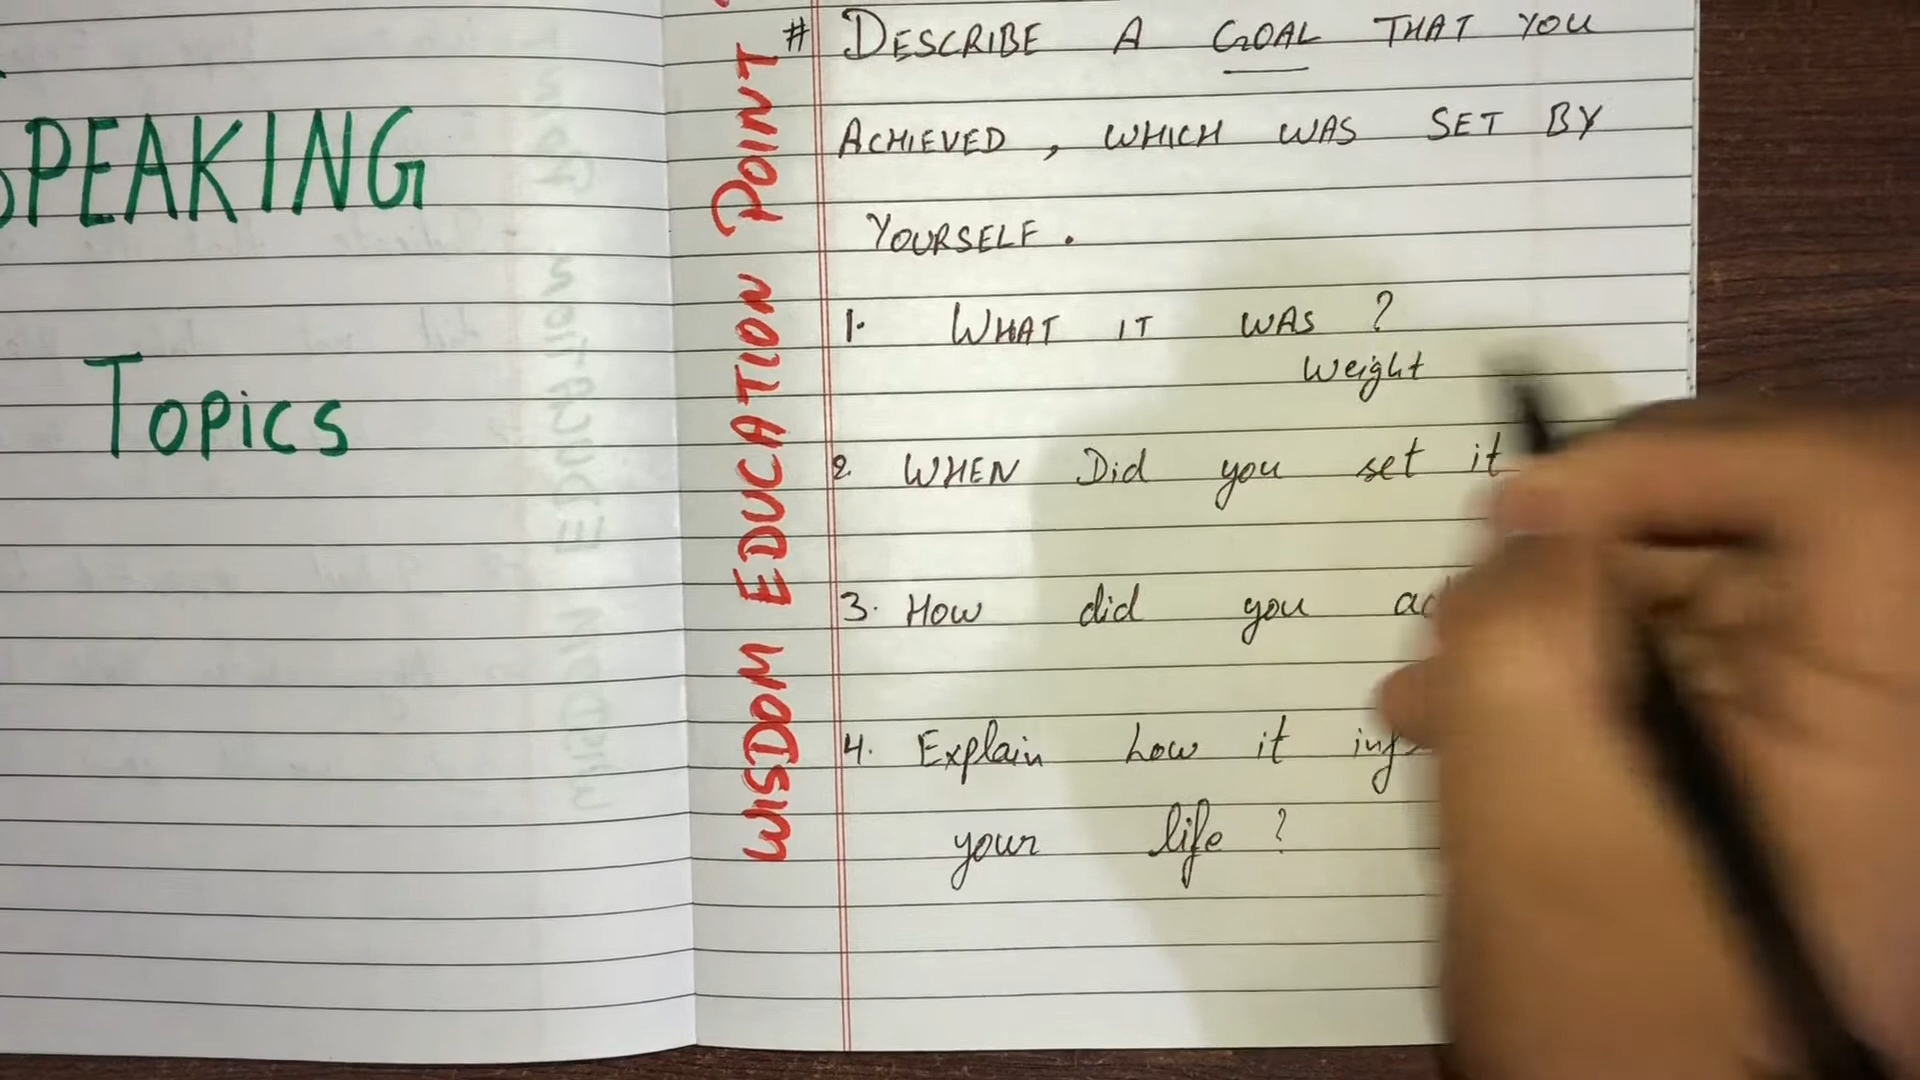 SPEAKING
Topics
WISDOM EDUCATION POINT
# DESCRIBE A GOAL THAT YOU
ACHIEVED, WHICH WAS SET BY
YOURSELF.
1. WHAT IT WAS ?
Weight
2. WHEN Did you set it
3. How did you
4. Explain how it
your life ?